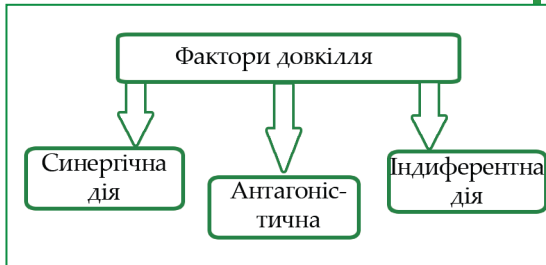 Фактори довкілля
Синергічна
дія
Антагоніс-
тична
Індиферентна
дія